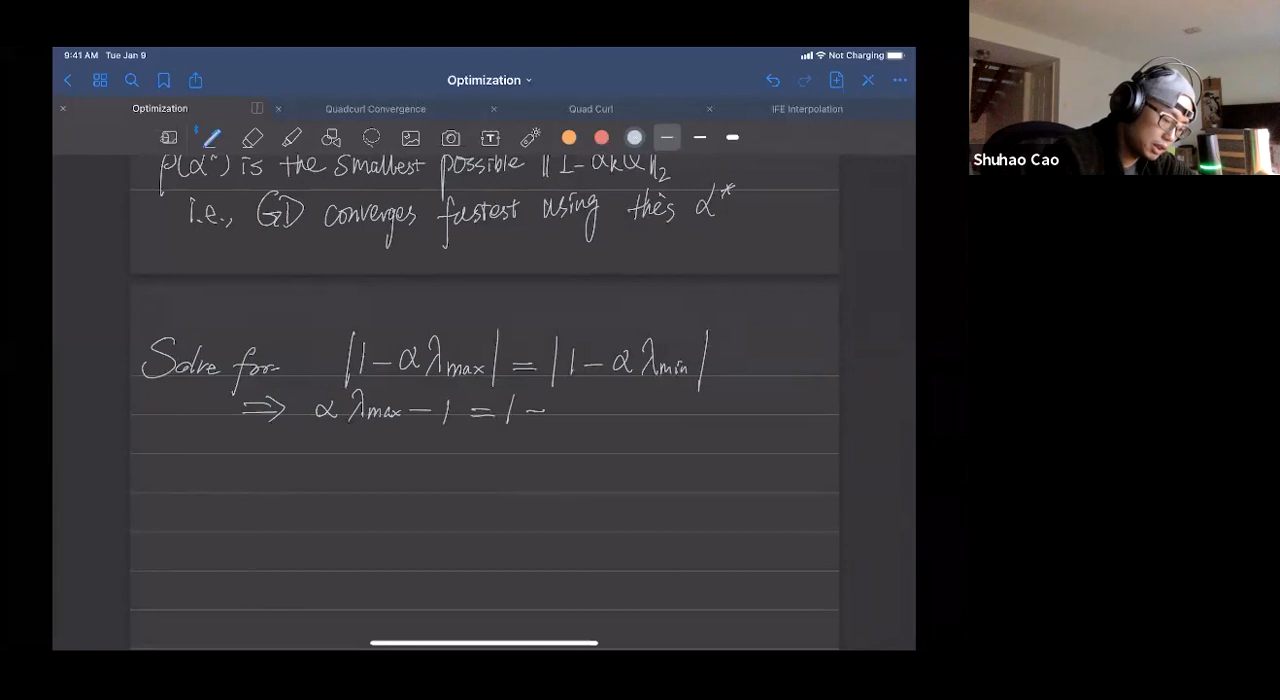 9:41 AM Tue Jan 9
Not Charging
Optimization
Optimization
Quadcurl Convergence
Quad Curl
IFE Interpolation
Shuhao Cao
ρ(α*) is the smallest possible ‖I - αₖQ‖₂
i.e., GD converges fastest using this α*
Solve for |1 - αλmax| = |1 - αλmin|
⇒ αλmax - 1 = 1 -